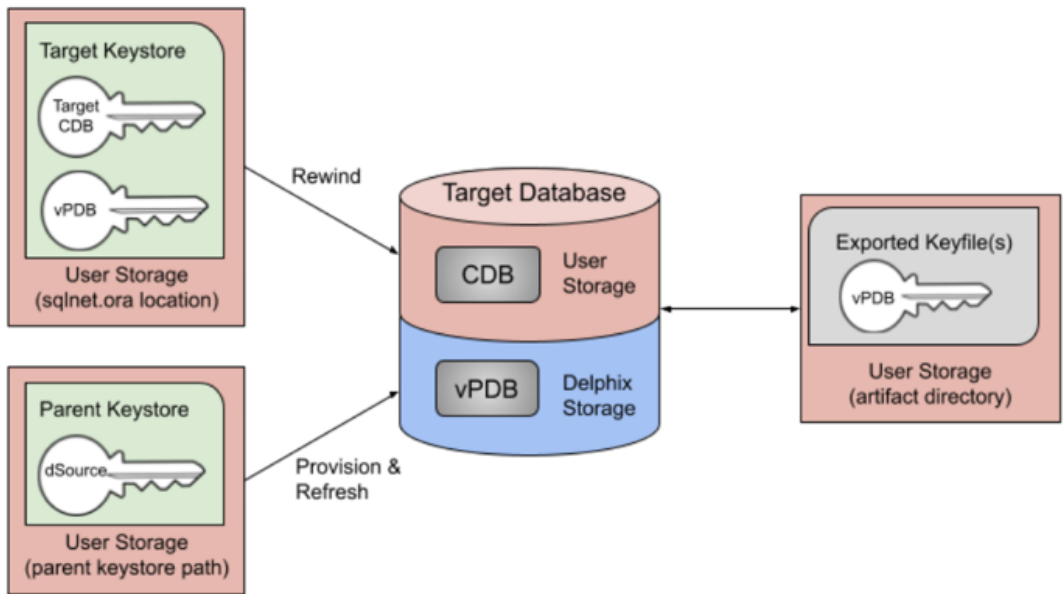 Target Keystore
Target
CDB
vPDB
User Storage
(sqlnet.ora location)
Rewind
Parent Keystore
dSource
User Storage
(parent keystore path)
Provision &
Refresh
Target Database
CDB
User
Storage
vPDB
Delphix
Storage
Exported Keyfile(s)
vPDB
User Storage
(artifact directory)